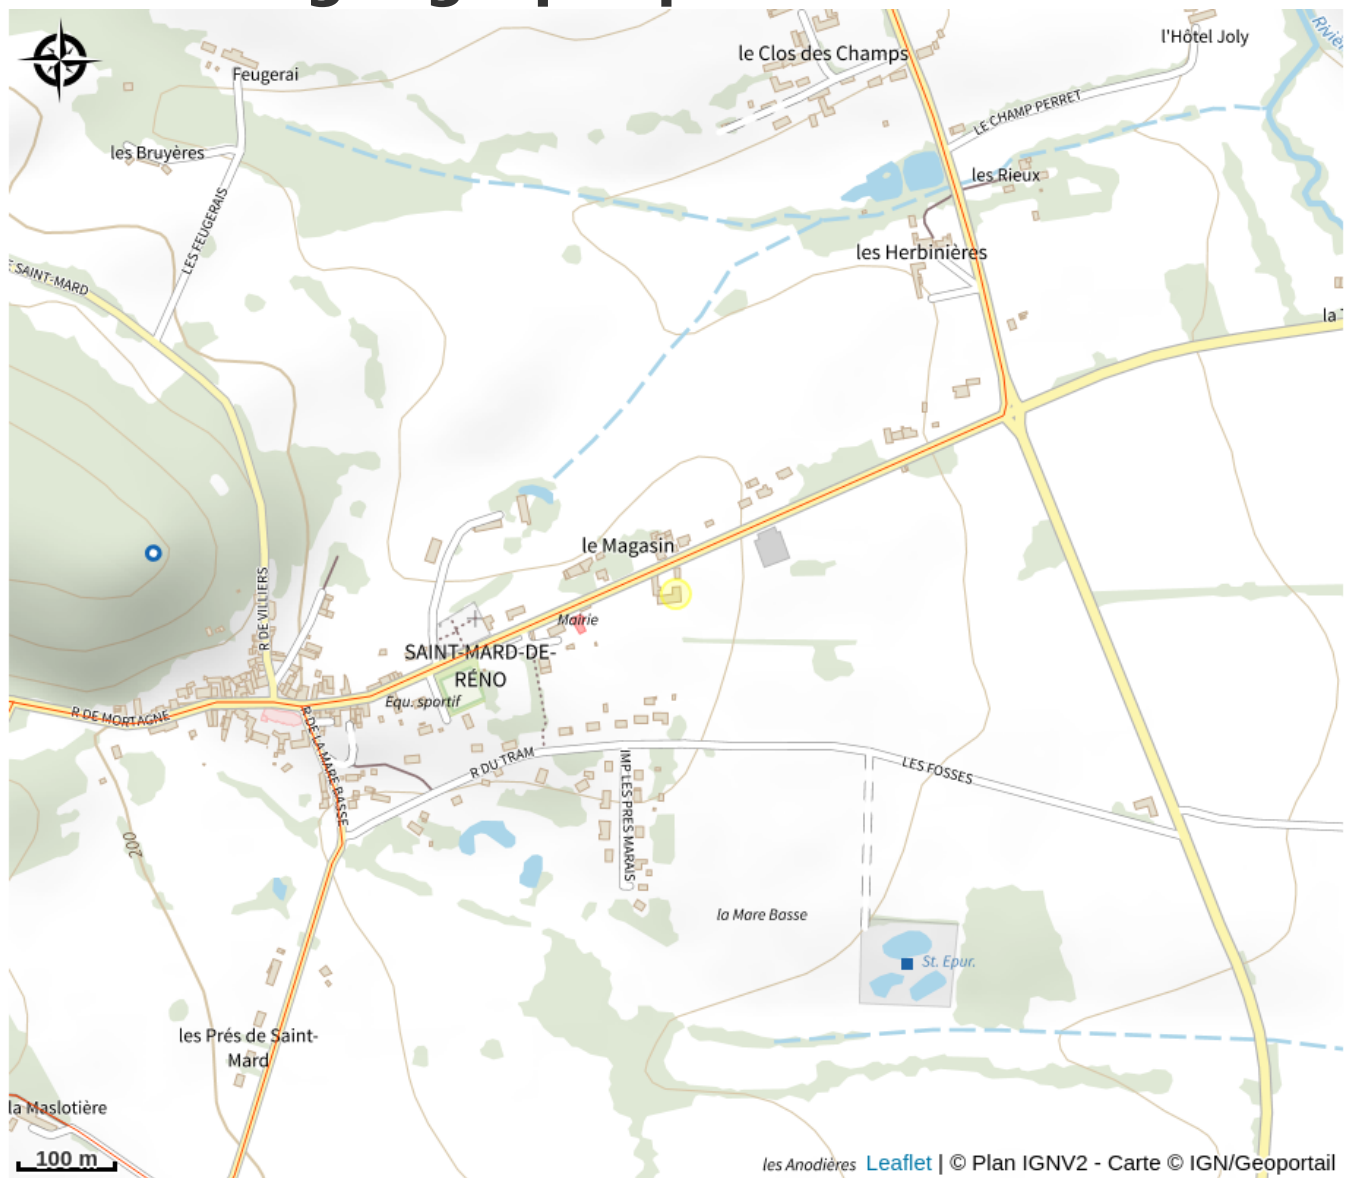 le Clos des Champs
l'Hôtel Joly
Feugerai
LE CHAMP PERRET
les Bruyères
les Rieux
LES FEUGERAIS
les Herbinières
SAINT-MARD
le Magasin
R DE VILLIERS
Mairie
SAINT-MARD-DE-
RÉNO
Equ. sportif
R DE MORTAGNE
R DE LA MARE BASSE
R DU TRAM
IMP LES PRES MARAIS
LES FOSSES
200
la Mare Basse
St. Epur.
les Prés de Saint-
Mard
la Maslotière
100 m
les Anodières
Leaflet | © Plan IGNV2 - Carte © IGN/Geoportail